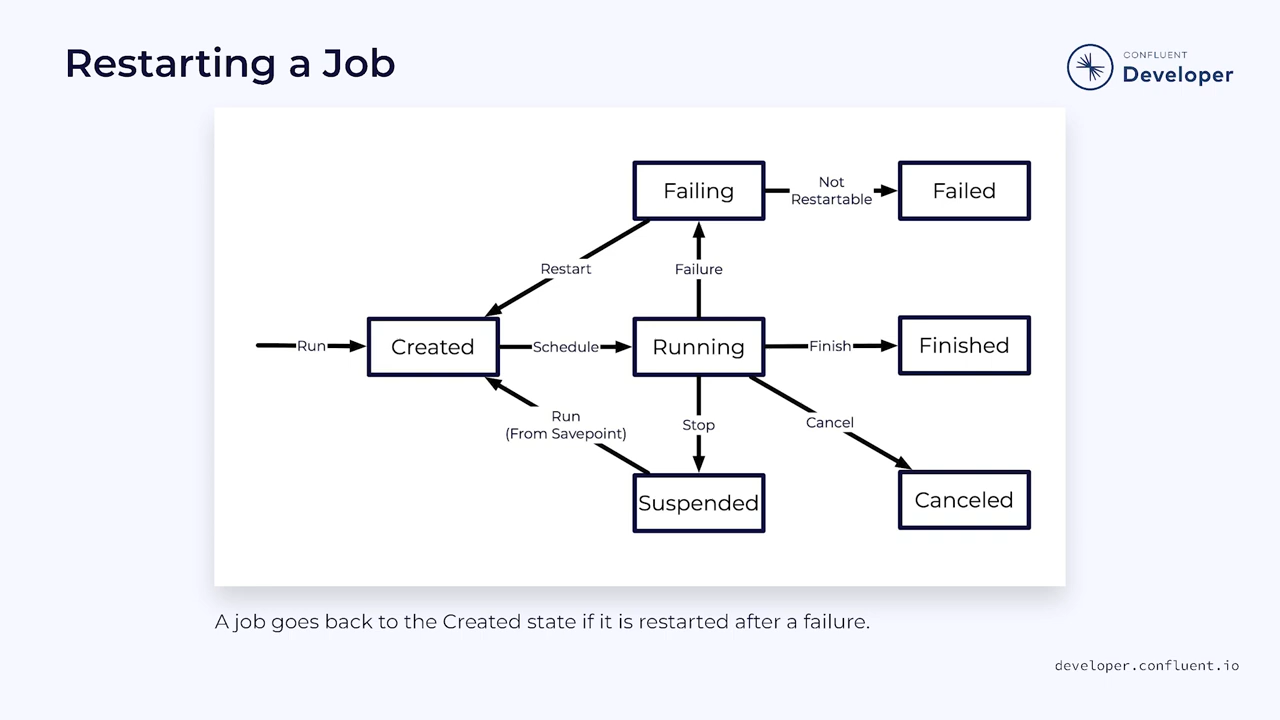 Restarting a Job
CONFLUENT
Developer
Failing
Not
Restartable
Failed
Restart
Failure
Run
Created
Schedule
Running
Finish
Finished
Run
(From Savepoint)
Stop
Cancel
Suspended
Canceled
A job goes back to the Created state if it is restarted after a failure.
developer.confluent.io